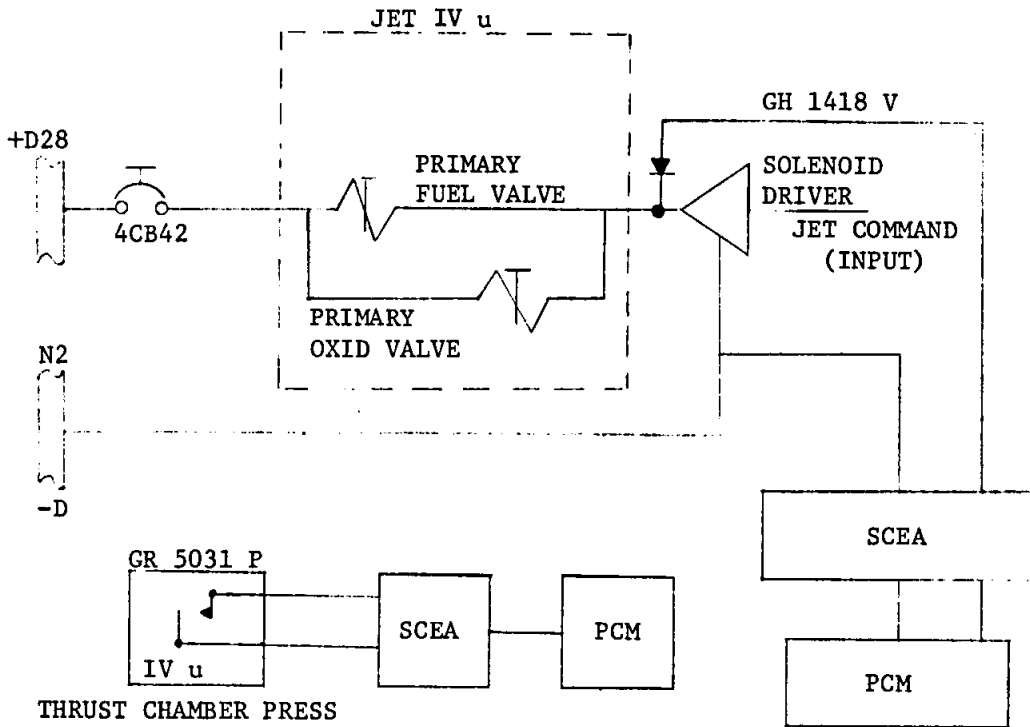 JET IV u
GH 1418 V
+D28
PRIMARY
FUEL VALVE
SOLENOID
DRIVER
JET COMMAND
(INPUT)
4CB42
PRIMARY
OXID VALVE
N2
-D
SCEA
GR 5031 P
SCEA
PCM
IV u
PCM
THRUST CHAMBER PRESS